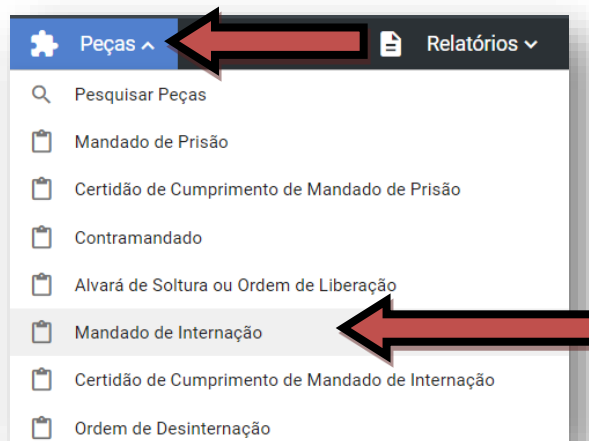 Peças Relatórios
Pesquisar Peças
Mandado de Prisão
Certidão de Cumprimento de Mandado de Prisão
Contramandado
Alvará de Soltura ou Ordem de Liberação
Mandado de Internação
Certidão de Cumprimento de Mandado de Internação
Ordem de Desinternação